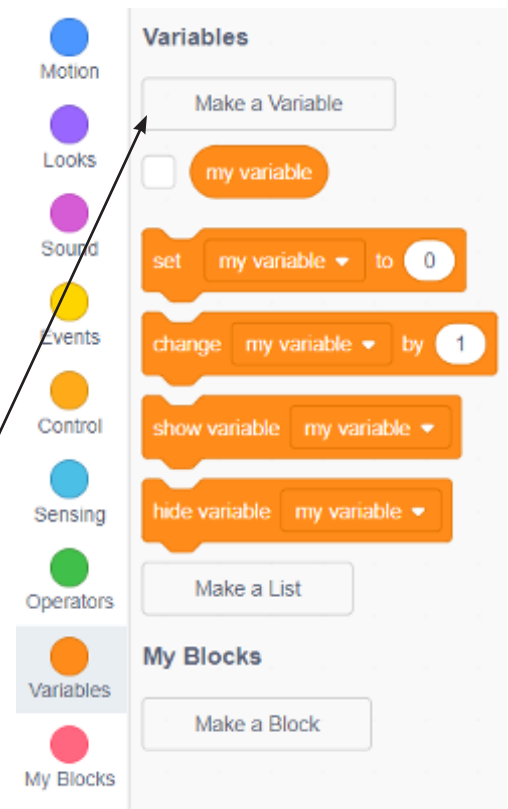 Motion
Looks
Sound
Events
Control
Sensing
Operators
Variables
My Blocks
Variables
Make a Variable
my variable
set my variable to 0
change my variable by 1
show variable my variable
hide variable my variable
Make a List
My Blocks
Make a Block